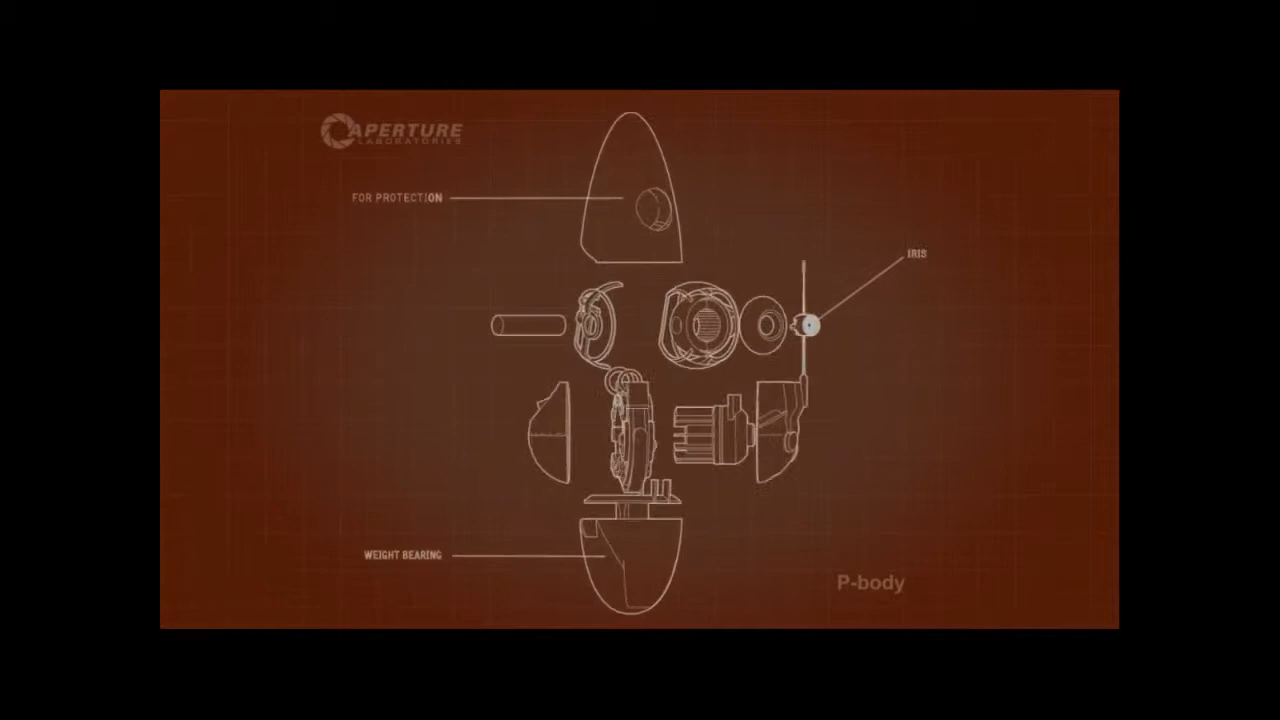 APERTURE
LABORATORIES
FOR PROTECTION
IRIS
WEIGHT BEARING
P-body